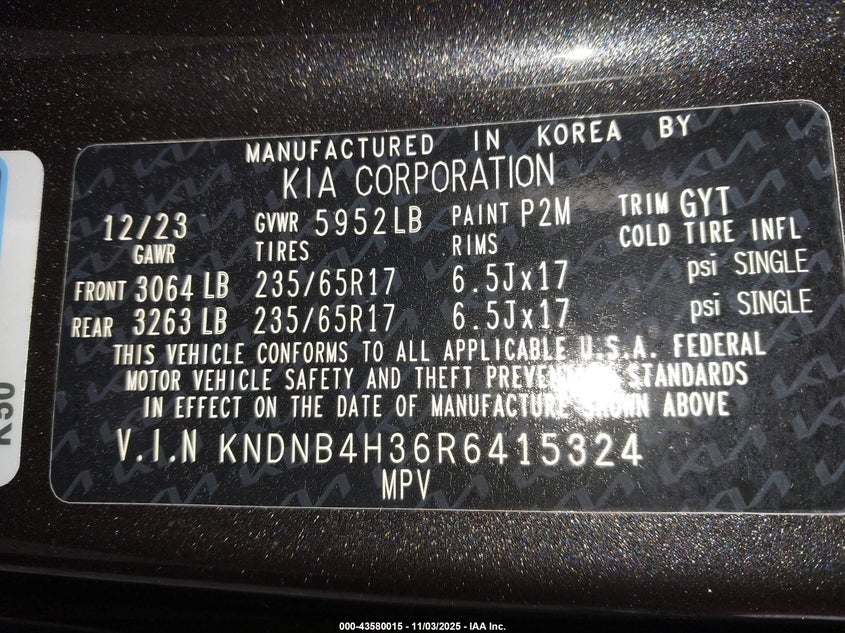 MANUFACTURED IN KOREA BY
KIA CORPORATION
12/23 GVWR 5952LB PAINT P2M TRIM GYT
GAWR TIRES RIMS COLD TIRE INFL
FRONT 3064 LB 235/65R17 6.5Jx17 psi SINGLE
REAR 3263 LB 235/65R17 6.5Jx17 psi SINGLE
THIS VEHICLE CONFORMS TO ALL APPLICABLE U.S.A. FEDERAL
MOTOR VEHICLE SAFETY AND THEFT PREVENTION STANDARDS
IN EFFECT ON THE DATE OF MANUFACTURE SHOWN ABOVE
V.I.N KNDNB4H36R6415324
MPV
000-43580015 - 11/03/2025 - IAA Inc.